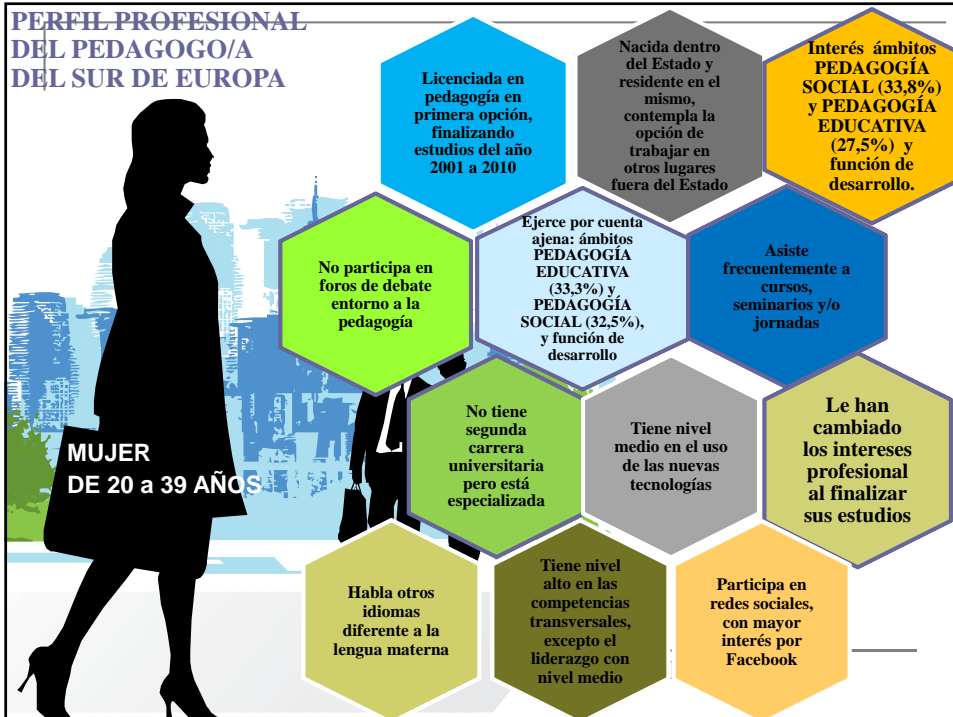 PERFIL PROFESIONAL
DEL PEDAGOGO/A
DEL SUR DE EUROPA
Licenciada en
pedagogía en
primera opción,
finalizando
estudios del año
2001 a 2010
Nacida dentro
del Estado y
residente en el
mismo,
contempla la
opción de
trabajar en
otros lugares
fuera del Estado
Interés ámbitos
PEDAGOGÍA
SOCIAL (33,8%)
y PEDAGOGÍA
EDUCATIVA
(27,5%) y
función de
desarrollo.
No participa en
foros de debate
entorno a la
pedagogía
Ejerce por cuenta
ajena: ámbitos
PEDAGOGÍA
EDUCATIVA
(33,3%) y
PEDAGOGÍA
SOCIAL (32,5%),
y función de
desarrollo
Asiste
frecuentemente a
cursos,
seminarios y/o
jornadas
MUJER
DE 20 a 39 AÑOS
No tiene
segunda
carrera
universitaria
pero está
especializada
Tiene nivel
medio en el uso
de las nuevas
tecnologías
Le han
cambiado
los intereses
profesional
al finalizar
sus estudios
Habla otros
idiomas
diferente a la
lengua materna
Tiene nivel
alto en las
competencias
transversales,
excepto el
liderazgo con
nivel medio
Participa en
redes sociales,
con mayor
interés por
Facebook